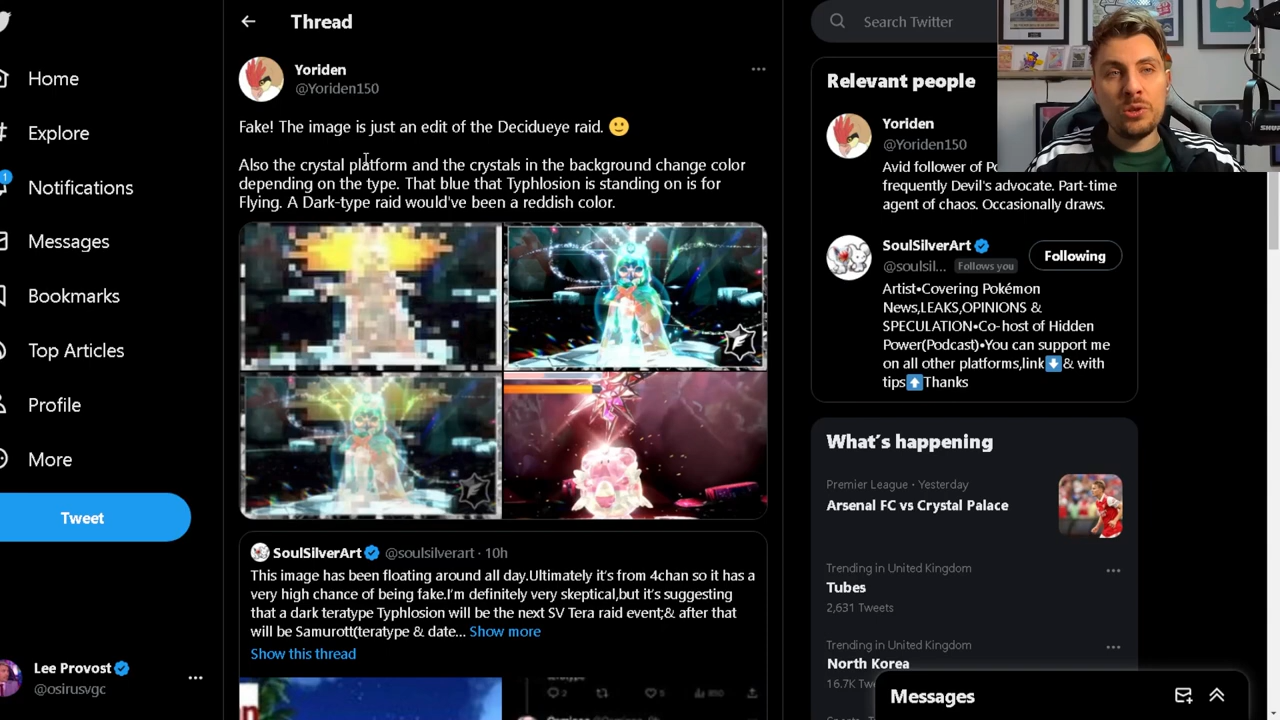 Thread
Search Twitter
Home
Explore
1
Notifications
Messages
Bookmarks
Top Articles
Profile
More
Tweet
Lee Provost
@osirusvgc
Yoriden
@Yoriden150
Fake! The image is just an edit of the Decidueye raid. 🙂
Also the crystal platform and the crystals in the background change color
depending on the type. That blue that Typhlosion is standing on is for
Flying. A Dark-type raid would've been a reddish color.
SoulSilverArt @soulsilverart · 10h
This image has been floating around all day.Ultimately it's from 4chan so it has a
very high chance of being fake.I'm definitely very skeptical,but it's suggesting
that a dark teratype Typhlosion will be the next SV Tera raid event;& after that
will be Samurott(teratype & date... Show more
Show this thread
Relevant people
Yoriden
@Yoriden150
Avid follower of
frequently Devil's advocate. Part-time
agent of chaos. Occasionally draws.
SoulSilverArt
@soulsil... Follows you
Following
Artist•Covering Pokémon
News,LEAKS,OPINIONS &
SPECULATION•Co-host of Hidden
Power(Podcast)•You can support me
on all other platforms,link⬇& with
tips⬆Thanks
What's happening
Premier League · Yesterday
Arsenal FC vs Crystal Palace
Trending in United Kingdom
Tubes
2,631 Tweets
Trending in United Kingdom
North Korea
Messages